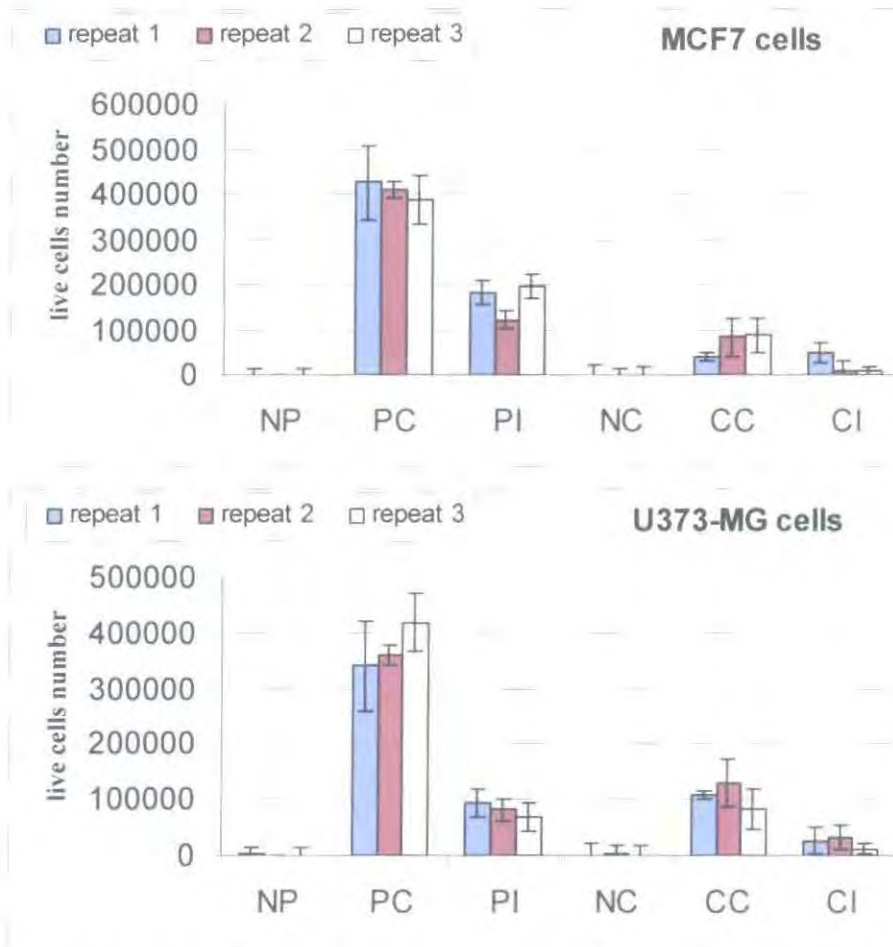 repeat 1 repeat 2 repeat 3 MCF7 cells
live cells number
600000
500000
400000
300000
200000
100000
0
NP PC PI NC CC CI
repeat 1 repeat 2 repeat 3 U373-MG cells
live cells number
500000
400000
300000
200000
100000
0
NP PC PI NC CC CI